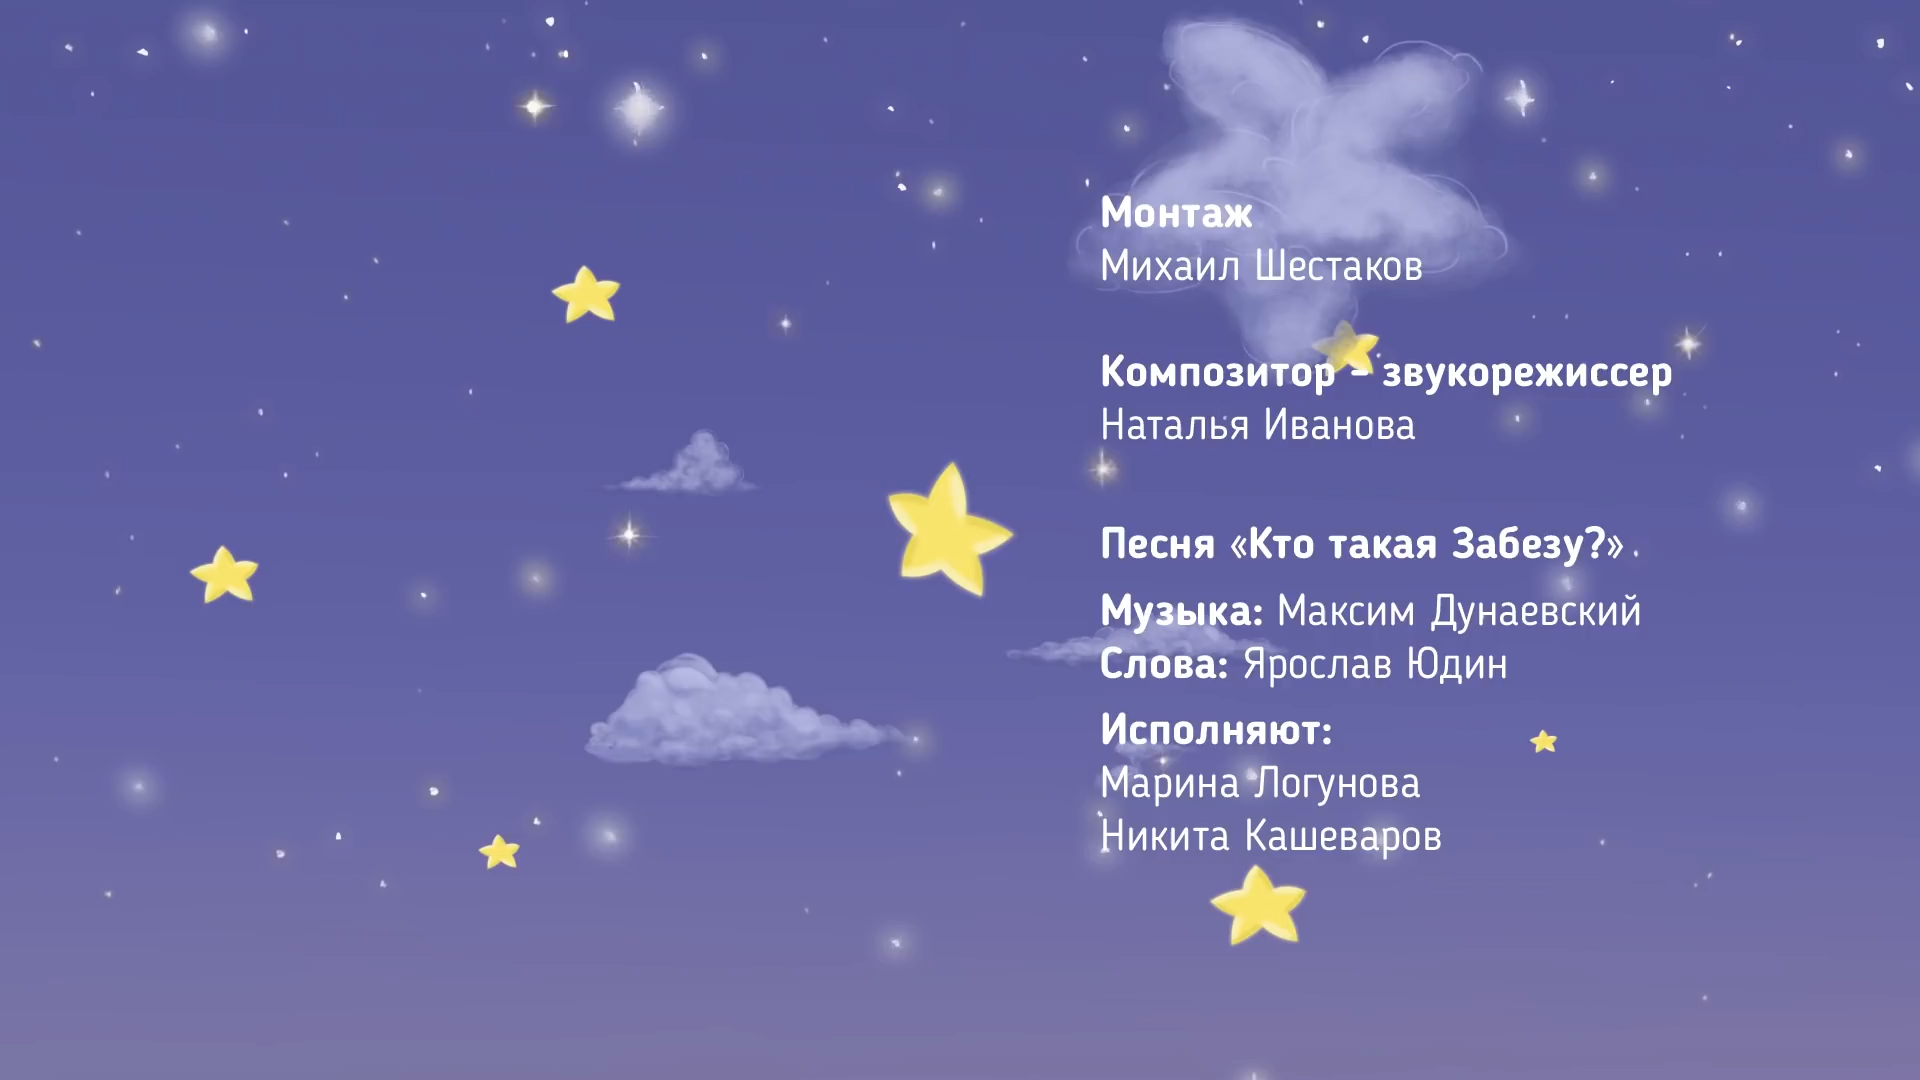 Монтаж
Михаил Шестаков
Композитор - звукорежиссер
Наталья Иванова
Песня «Кто такая Забезу?»
Музыка: Максим Дунаевский
Слова: Ярослав Юдин
Исполняют:
Марина Логунова
Никита Кашеваров